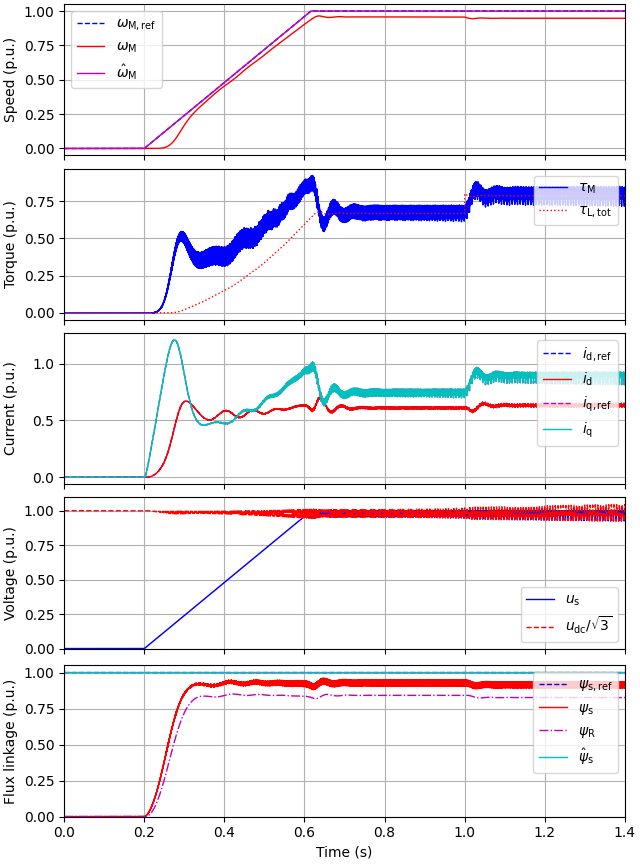 Speed (p.u.)
1.00
0.75
0.50
0.25
0.00
ω_M,ref
ω_M
ω̂_M
Torque (p.u.)
0.75
0.50
0.25
0.00
τ_M
τ_L,tot
Current (p.u.)
1.0
0.5
0.0
i_d,ref
i_d
i_q,ref
i_q
Voltage (p.u.)
1.00
0.75
0.50
0.25
0.00
u_s
u_dc/√3
Flux linkage (p.u.)
1.00
0.75
0.50
0.25
0.00
ψ_s,ref
ψ_s
ψ_R
ψ̂_s
0.0 0.2 0.4 0.6 0.8 1.0 1.2 1.4
Time (s)